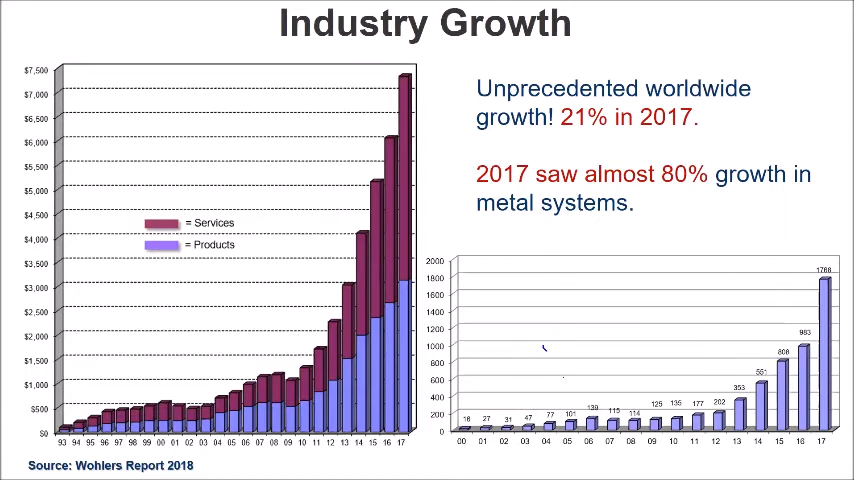 Industry Growth
$7,500
$7,000
$6,500
$6,000
$5,500
$5,000
$4,500
$4,000
$3,500
$3,000
$2,500
$2,000
$1,500
$1,000
$500
$0
= Services
= Products
93 94 95 96 97 98 99 00 01 02 03 04 05 06 07 08 09 10 11 12 13 14 15 16 17
Unprecedented worldwide
growth! 21% in 2017.
2017 saw almost 80% growth in
metal systems.
2000
1800
1600
1400
1200
1000
800
600
400
200
0
16 27 31 47 77 101 139 115 114 125 135 177 202 353 551 808 983 1768
00 01 02 03 04 05 06 07 08 09 10 11 12 13 14 15 16 17
Source: Wohlers Report 2018